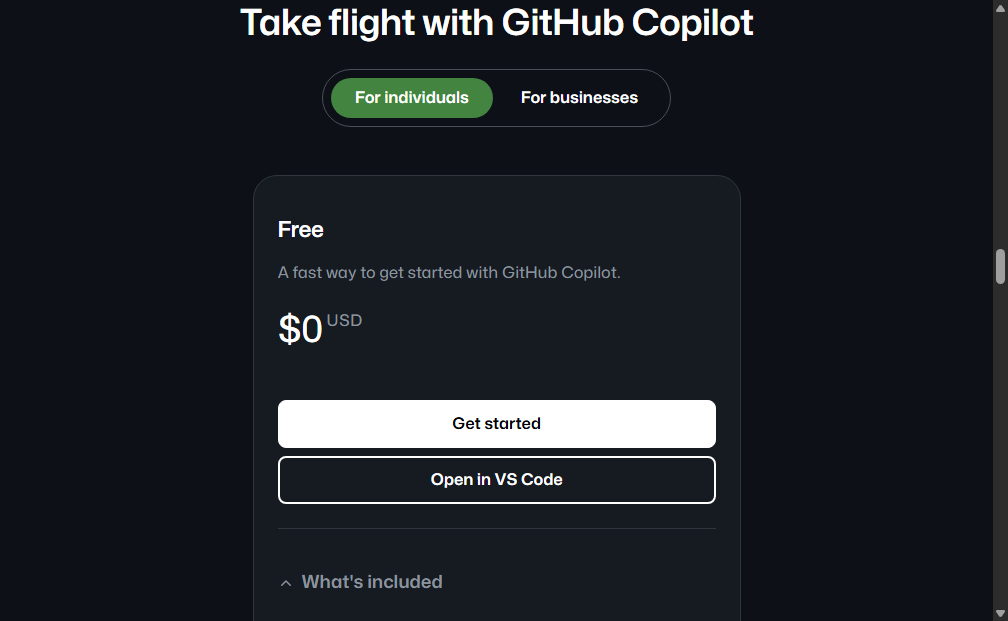 Take flight with GitHub Copilot
For individuals
For businesses
Free
A fast way to get started with GitHub Copilot.
$0 USD
Get started
Open in VS Code
What's included